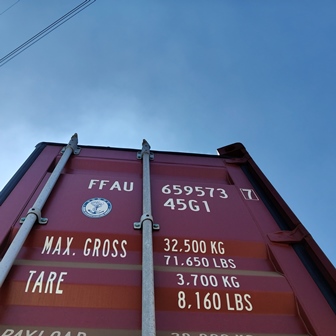 FFAU 659573 7
45G1
MAX. GROSS 32.500 KG
71.650 LBS
TARE 3.700 KG
8,160 LBS
PAYLOAD